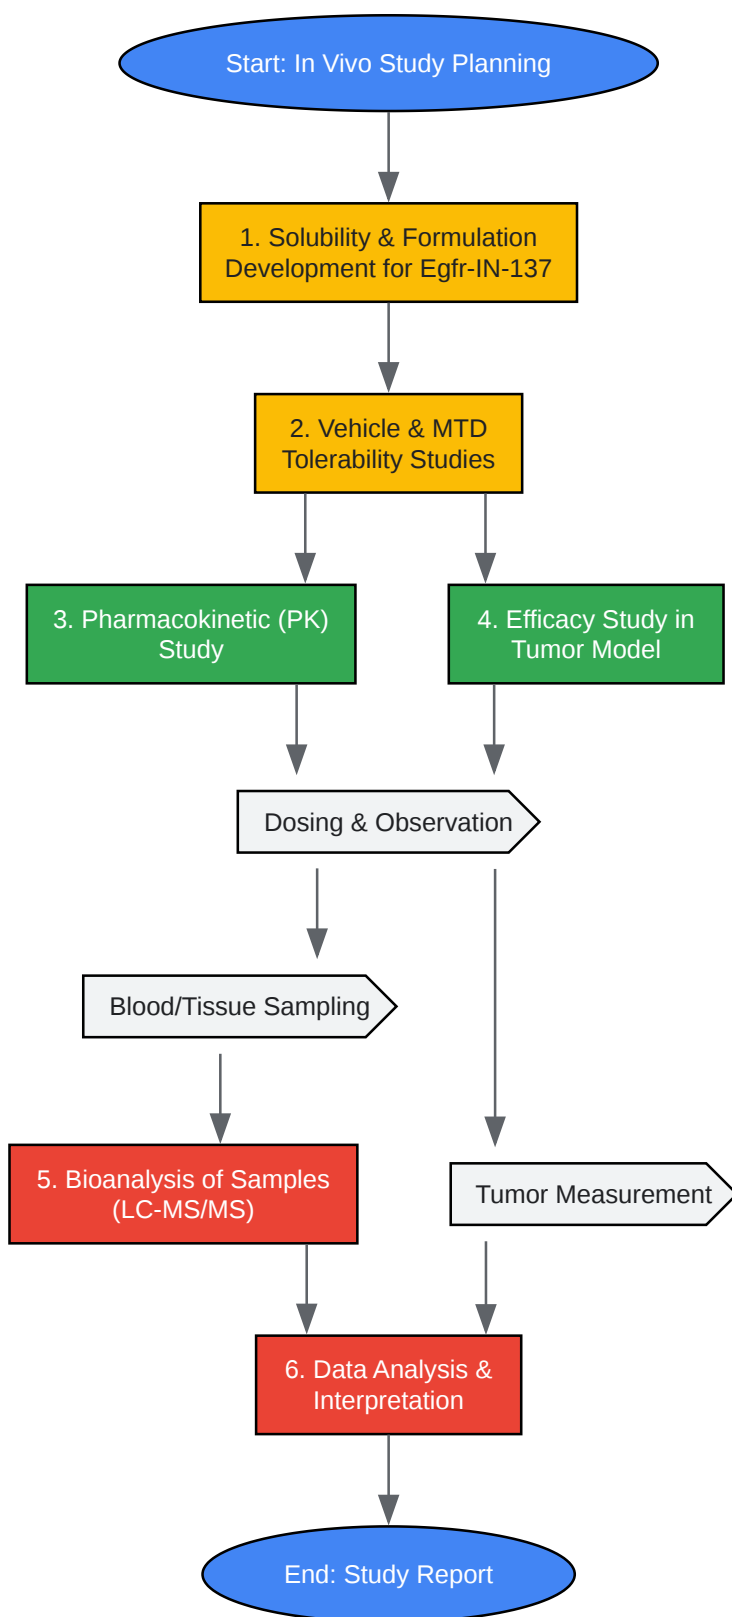 Start: In Vivo Study Planning
1. Solubility & Formulation
Development for Egfr-IN-137
2. Vehicle & MTD
Tolerability Studies
3. Pharmacokinetic (PK)
Study
4. Efficacy Study in
Tumor Model
Dosing & Observation
Blood/Tissue Sampling
5. Bioanalysis of Samples
(LC-MS/MS)
Tumor Measurement
6. Data Analysis &
Interpretation
End: Study Report